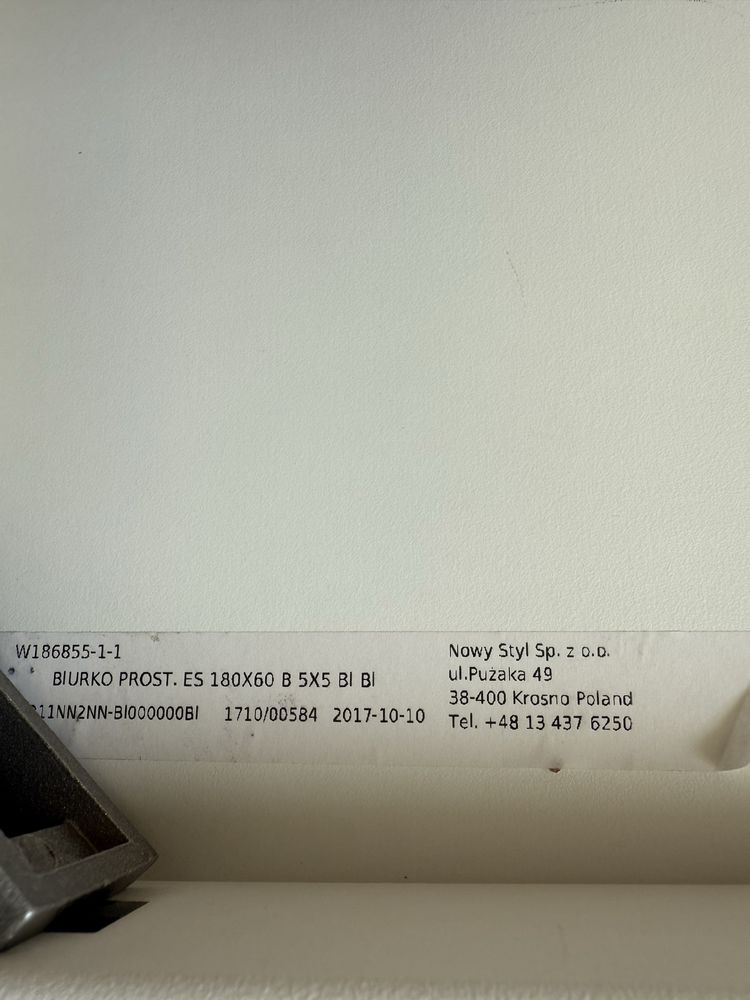 W186855-1-1
BIURKO PROST. ES 180X60 B 5X5 BI BI
1710/00584 2017-10-10
Nowy Styl Sp. z o.o.
ul.Pużaka 49
38-400 Krosno Poland
Tel. +48 13 437 6250